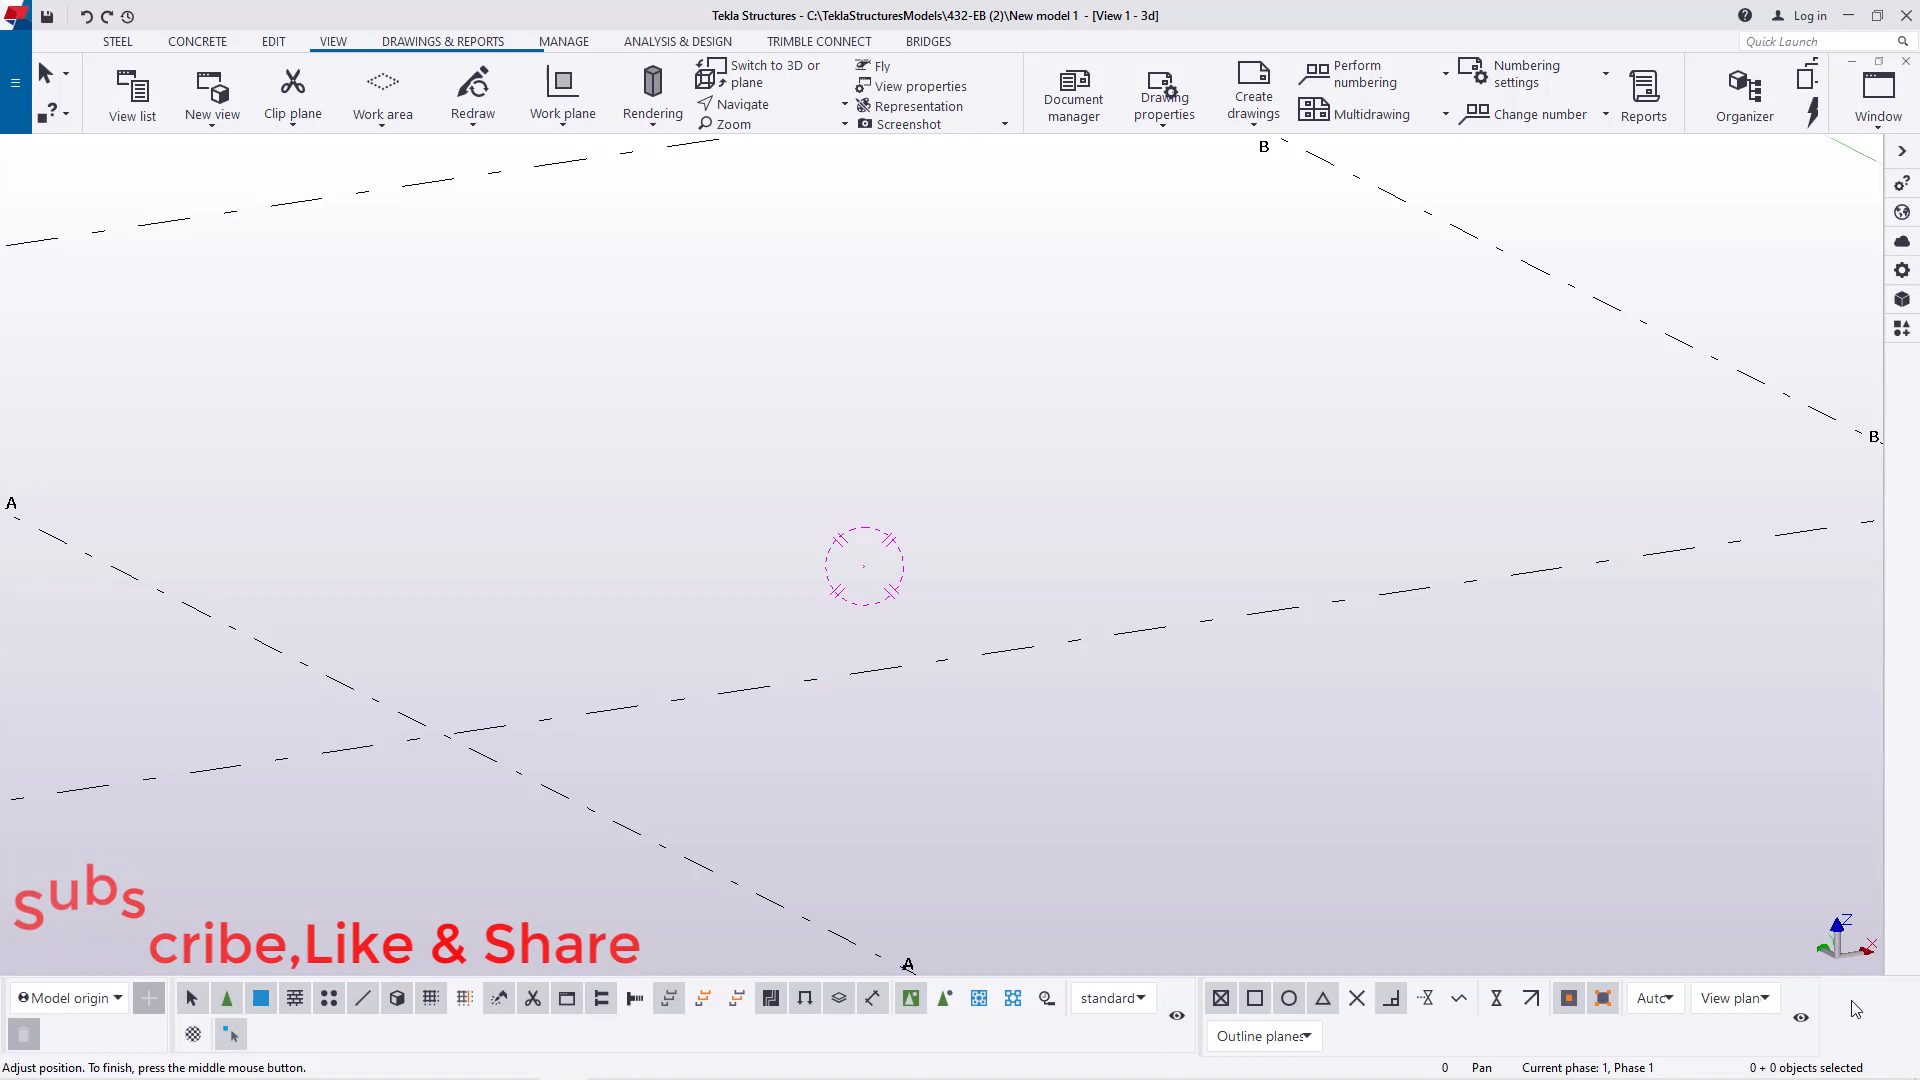 Tekla Structures - C:\TeklaStructuresModels\432-EB (2)\New model 1 - [View 1 - 3d]
Log in
STEEL CONCRETE EDIT VIEW DRAWINGS & REPORTS MANAGE ANALYSIS & DESIGN TRIMBLE CONNECT BRIDGES
Quick Launch
View list
New view
Clip plane
Work area
Redraw
Work plane
Rendering
Switch to 3D or
plane
Navigate
Zoom
Fly
View properties
Representation
Screenshot
Document
manager
Drawing
properties
Create
drawings
Perform
numbering
Multidrawing
Numbering
settings
Change number
Reports
Organizer
Window
B
B
A
A
Subs
cribe,Like & Share
Z
X
Model origin
standard
Auto
View plan
Outline planes
Adjust position. To finish, press the middle mouse button.
0 Pan Current phase: 1, Phase 1 0 + 0 objects selected